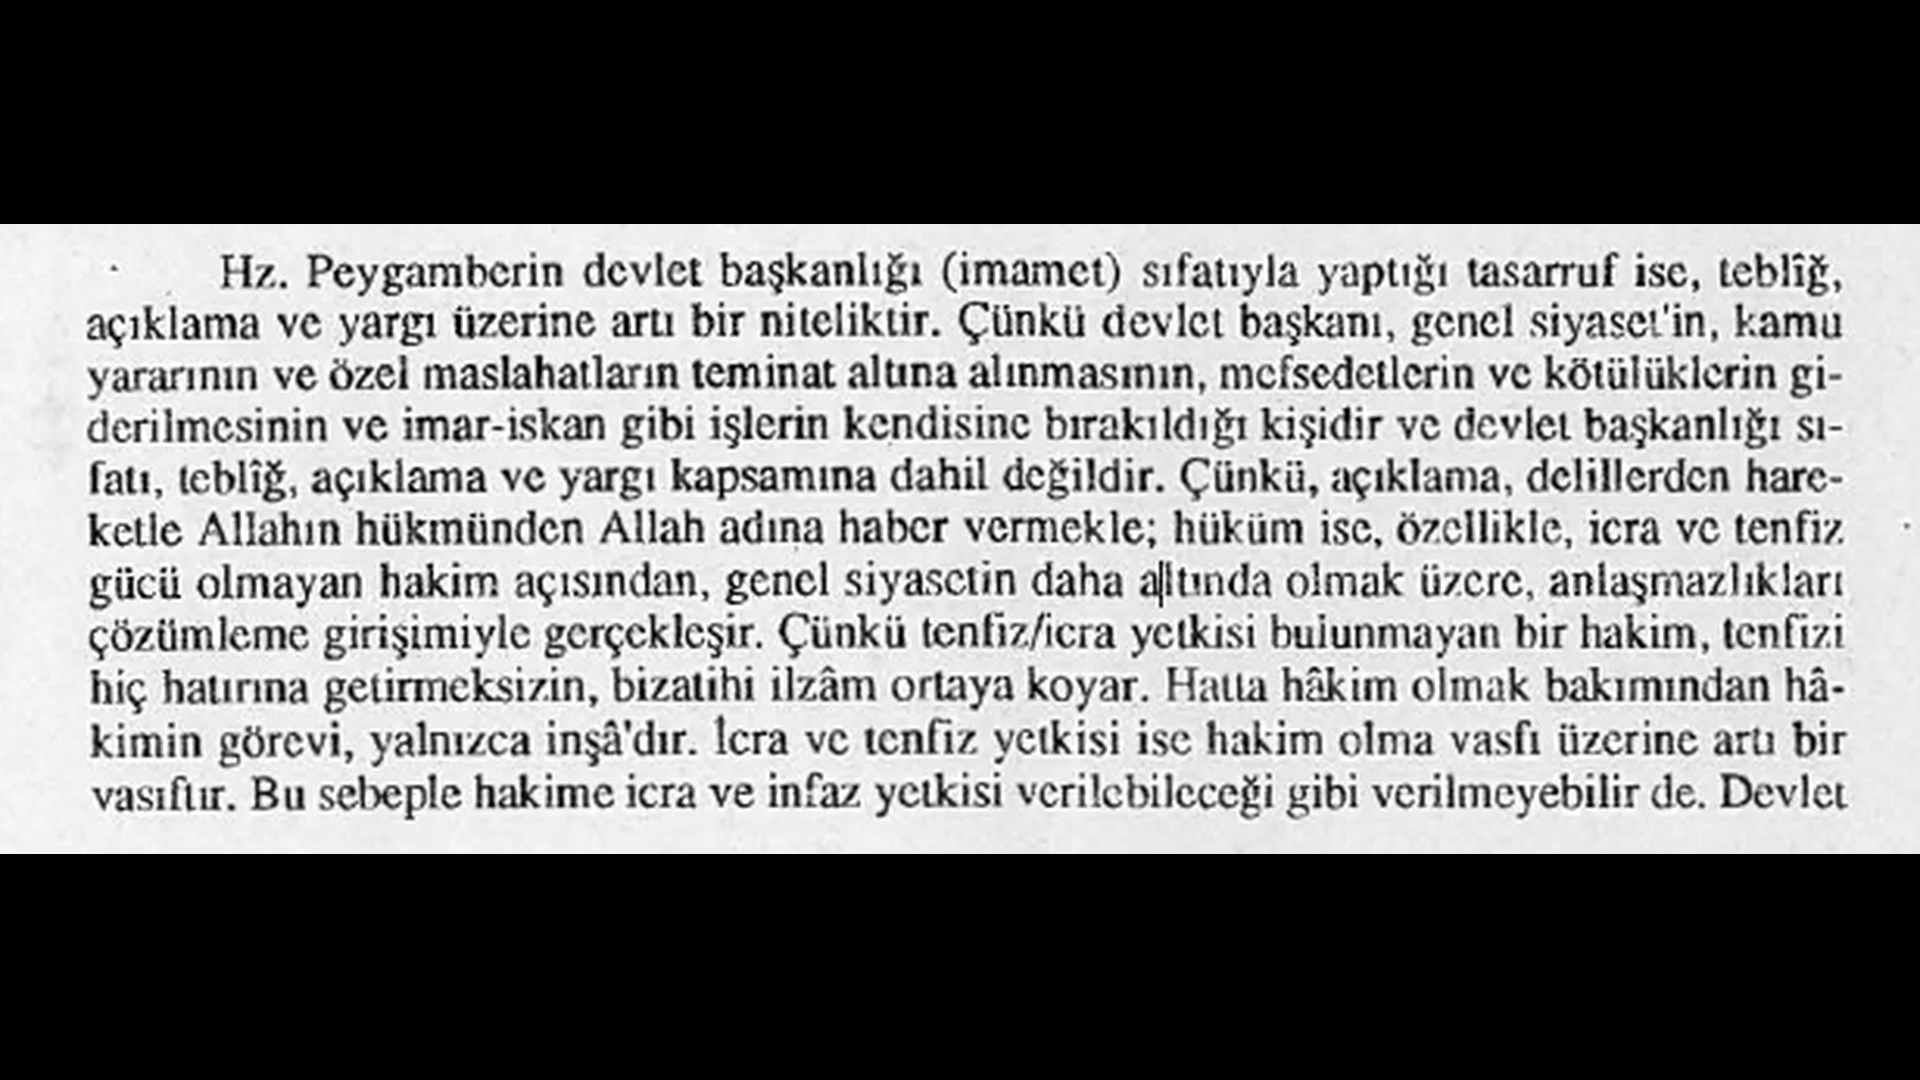 Hz. Peygamberin devlet başkanlığı (imamet) sıfatıyla yaptığı tasarruf ise, teblîğ,
açıklama ve yargı üzerine artı bir niteliktir. Çünkü devlet başkanı, genel siyaset'in, kamu
yararının ve özel maslahatların teminat altına alınmasının, mefsedetlerin ve kötülüklerin gi-
derilmesinin ve imar-iskan gibi işlerin kendisine bırakıldığı kişidir ve devlet başkanlığı sı-
fatı, teblîğ, açıklama ve yargı kapsamına dahil değildir. Çünkü, açıklama, delillerden hare-
ketle Allahın hükmünden Allah adına haber vermekle; hüküm ise, özellikle, icra ve tenfiz
gücü olmayan hakim açısından, genel siyasetin daha altında olmak üzere, anlaşmazlıkları
çözümleme girişimiyle gerçekleşir. Çünkü tenfiz/icra yetkisi bulunmayan bir hakim, tenfizi
hiç hatırına getirmeksizin, bizatihi ilzâm ortaya koyar. Hatta hâkim olmak bakımından hâ-
kimin görevi, yalnızca inşâ'dır. İcra ve tenfiz yetkisi ise hakim olma vasfı üzerine artı bir
vasıftır. Bu sebeple hakime icra ve infaz yetkisi verilebileceği gibi verilmeyebilir de. Devlet